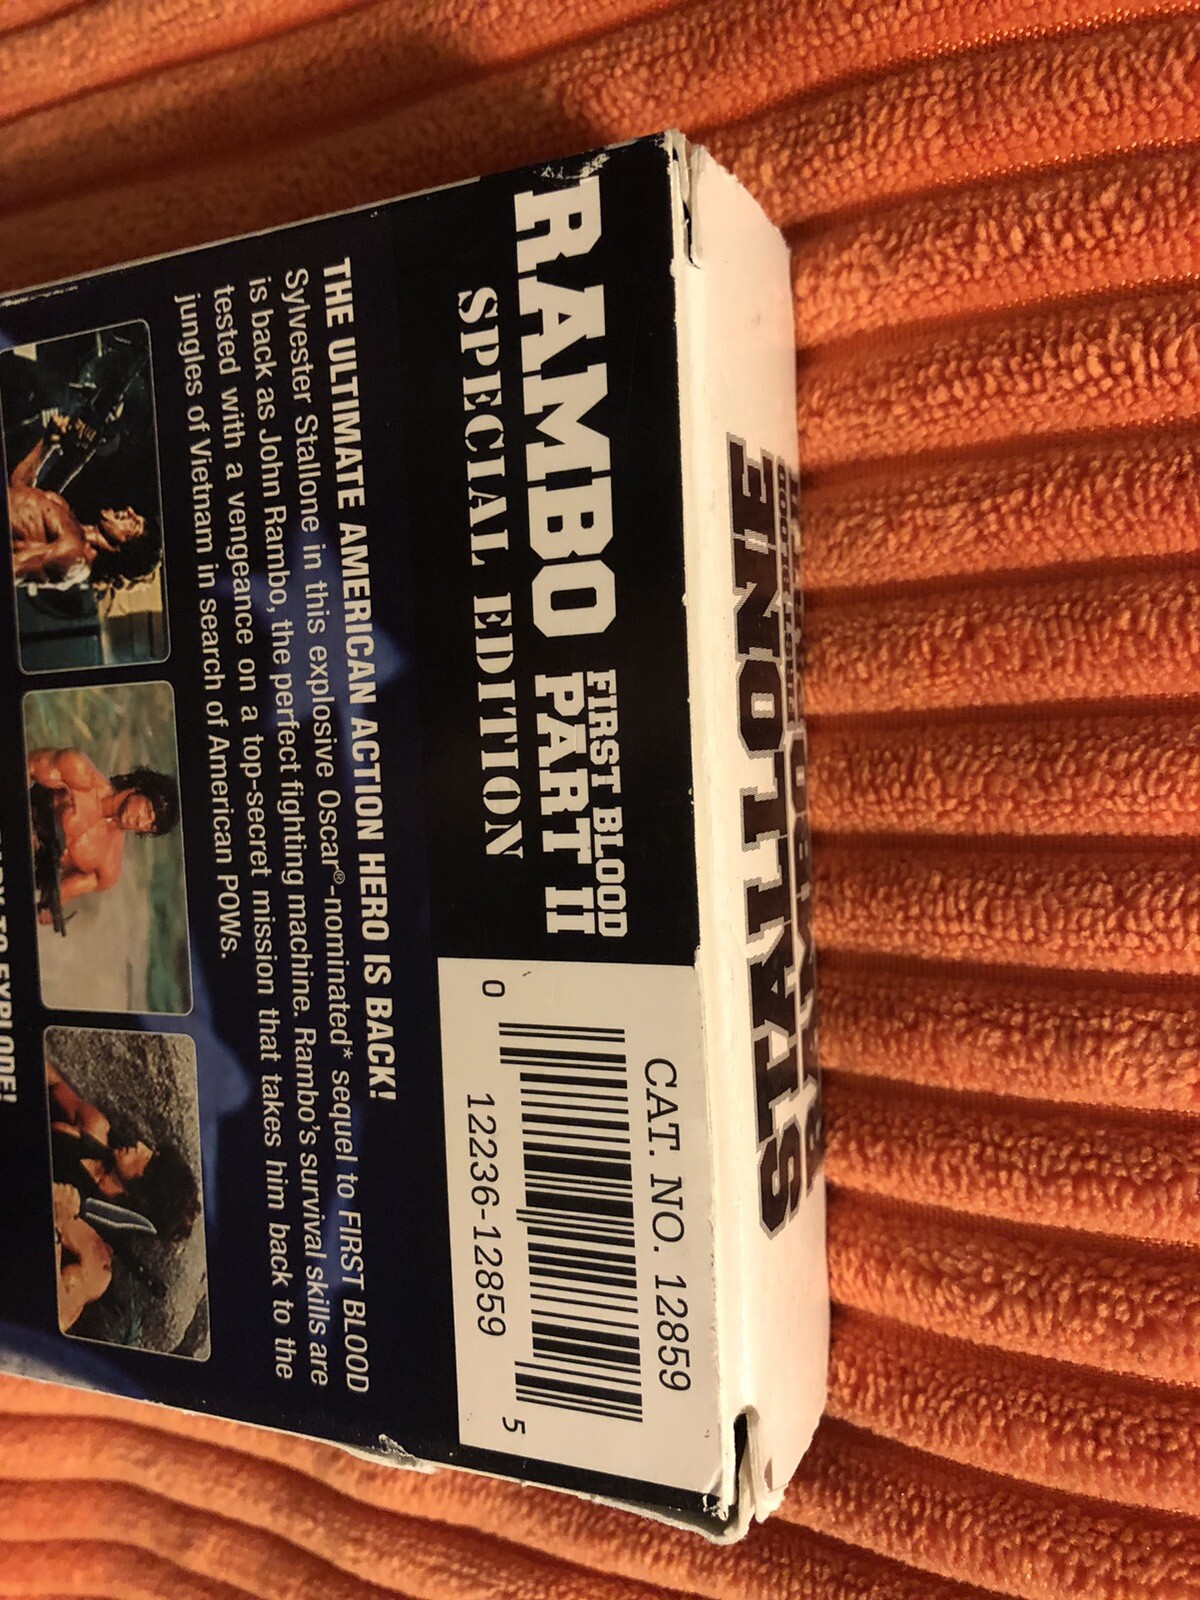 STALLONE
RAMBO
FIRST BLOOD
PART II
SPECIAL EDITION
CAT. NO. 12859
0 12236-12859 5
THE ULTIMATE AMERICAN ACTION HERO IS BACK!
Sylvester Stallone in this explosive Oscar®-nominated* sequel to FIRST BLOOD
is back as John Rambo, the perfect fighting machine. Rambo's survival skills are
tested with a vengeance on a top-secret mission that takes him back to the
jungles of Vietnam in search of American POWs.
TO EXPLODE!